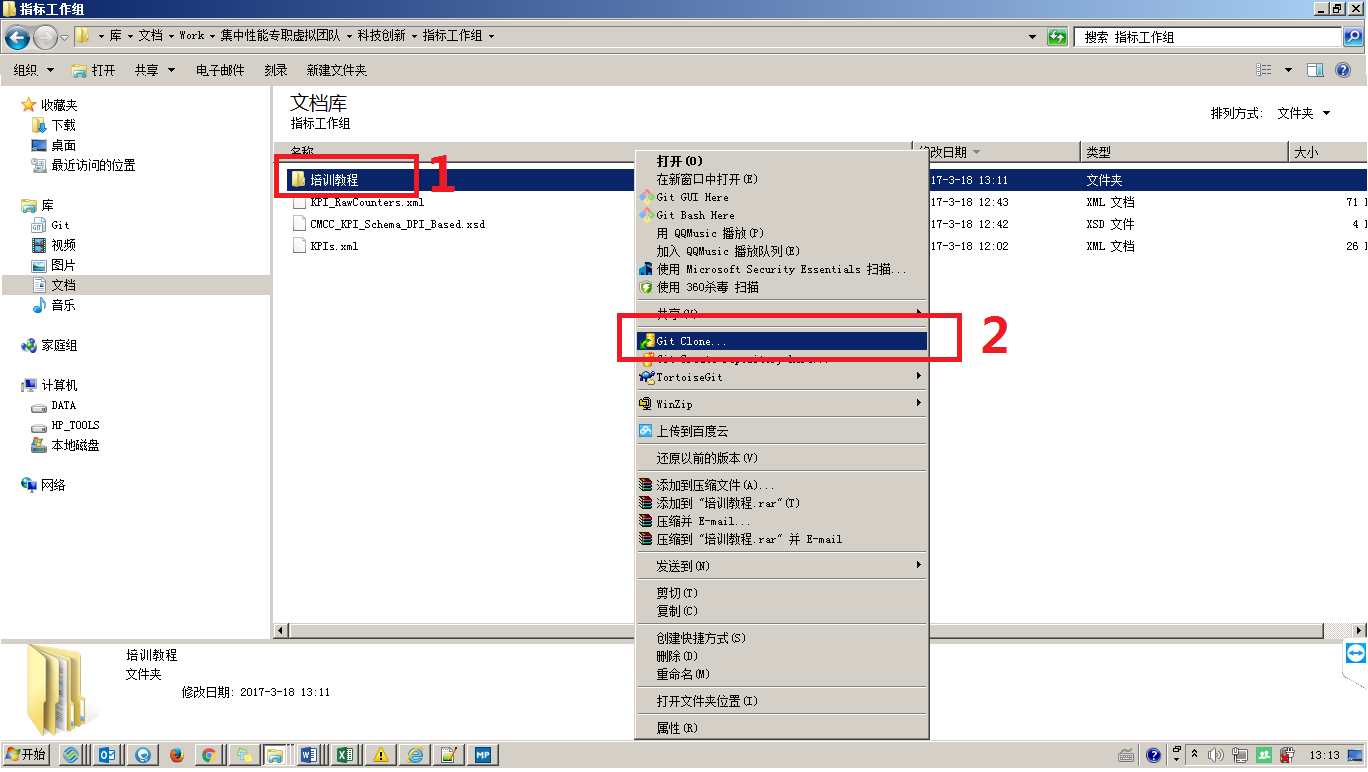 指标工作组
库 文档 Work 集中性能专职虚拟团队 科技创新 指标工作组
搜索 指标工作组
组织 打开 共享 电子邮件 刻录 新建文件夹
收藏夹
下载
桌面
最近访问的位置
库
Git
视频
图片
文档
音乐
家庭组
计算机
DATA
HP_TOOLS
本地磁盘
网络
文档库
指标工作组
排列方式: 文件夹
名称 修改日期 类型 大小
培训教程 17-3-18 13:11 文件夹
KPI_RawCounters.xml 17-3-18 12:43 XML 文档 71
CMCC_KPI_Schema_DPI_Based.xsd 17-3-18 12:42 XSD 文件 4
KPIs.xml 17-3-18 12:02 XML 文档 26
1
打开(O)
在新窗口中打开(E)
Git GUI Here
Git Bash Here
用 QQMusic 播放(P)
加入 QQMusic 播放队列(E)
使用 Microsoft Security Essentials 扫描...
使用 360杀毒 扫描
共享(H)
Git Clone...
2
Git Create repository here...
TortoiseGit
WinZip
上传到百度云
还原以前的版本(V)
添加到压缩文件(A)...
添加到 "培训教程.rar"(T)
压缩并 E-mail...
压缩到 "培训教程.rar" 并 E-mail
发送到(N)
剪切(T)
复制(C)
创建快捷方式(S)
删除(D)
重命名(M)
打开文件夹位置(I)
属性(R)
培训教程
文件夹
修改日期: 2017-3-18 13:11
开始
MP
13:13